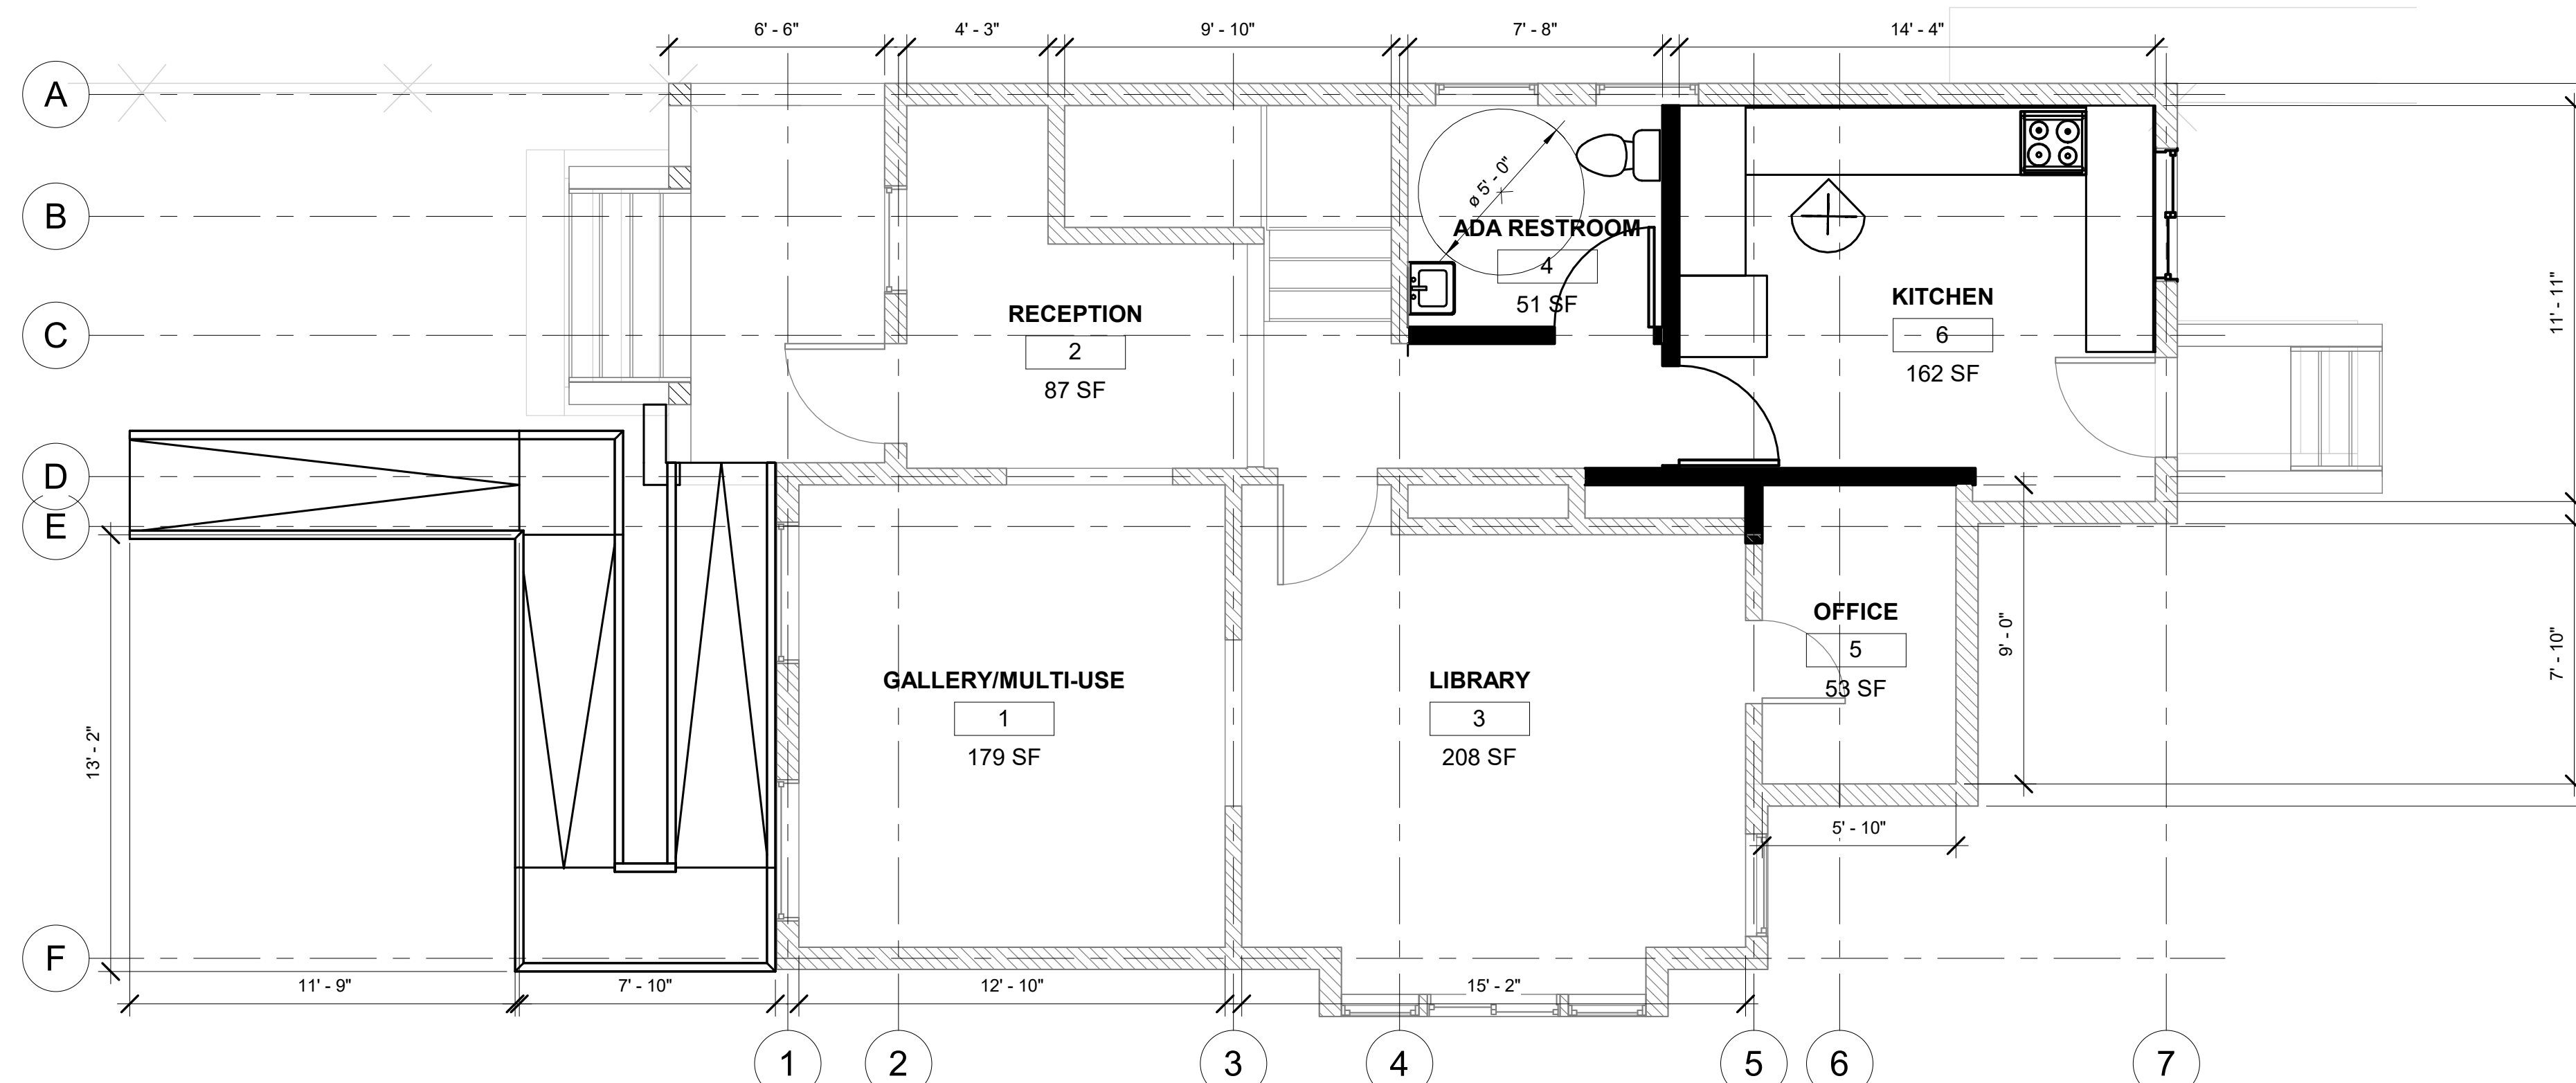 6' - 6"
4' - 3"
9' - 10"
7' - 8"
14' - 4"
A
B
C
D
E
F
ø 5' - 0"
ADA RESTROOM
4
51 SF
RECEPTION
2
87 SF
KITCHEN
6
162 SF
11' - 11"
OFFICE
5
53 SF
9' - 0"
7' - 10"
GALLERY/MULTI-USE
1
179 SF
LIBRARY
3
208 SF
13' - 2"
5' - 10"
11' - 9"
7' - 10"
12' - 10"
15' - 2"
1
2
3
4
5
6
7